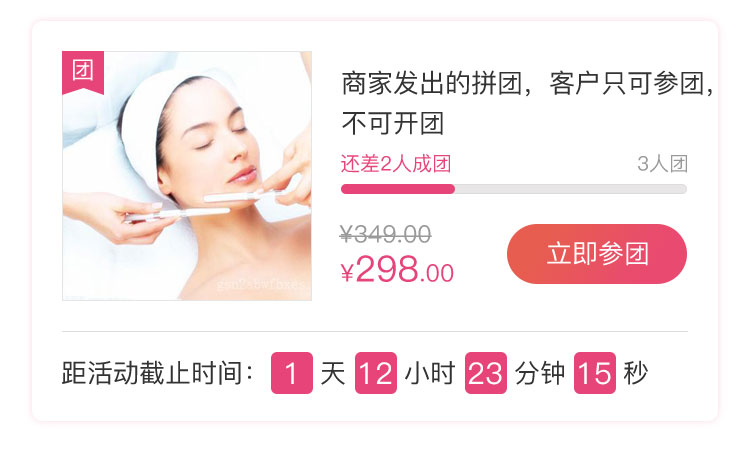 团
商家发出的拼团，客户只可参团，
不可开团
还差2人成团
3人团
¥349.00
¥298.00
立即参团
距活动截止时间： 1 天 12 小时 23 分钟 15 秒